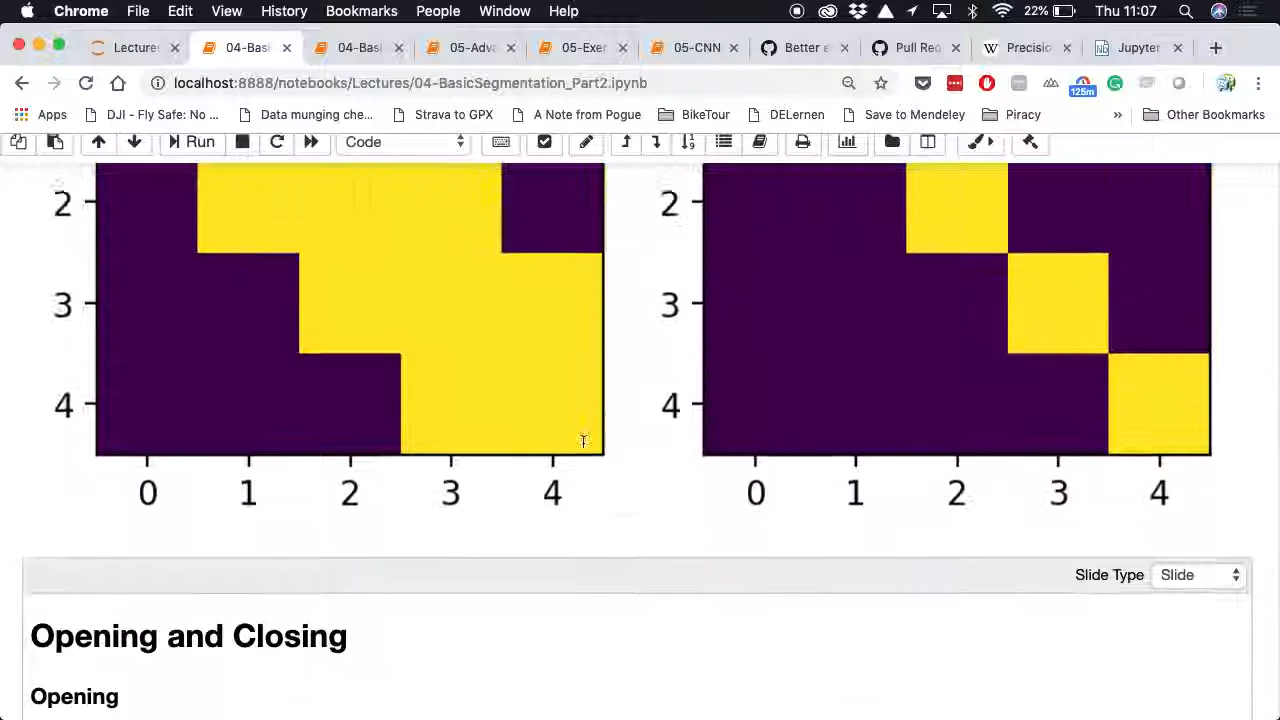 Chrome File Edit View History Bookmarks People Window Help 22% Thu 11:07
Lecture: 04-Basi 04-Bas 05-Adv 05-Exer 05-CNN Better e Pull Req Precisio Jupyter
localhost:8888/notebooks/Lectures/04-BasicSegmentation_Part2.ipynb 125m
Apps DJI - Fly Safe: No ... Data munging che... Strava to GPX A Note from Pogue BikeTour DELernen Save to Mendeley Piracy » Other Bookmarks
Run Code
2 2
3 3
4 4
0 1 2 3 4 0 1 2 3 4
Slide Type Slide
Opening and Closing
Opening